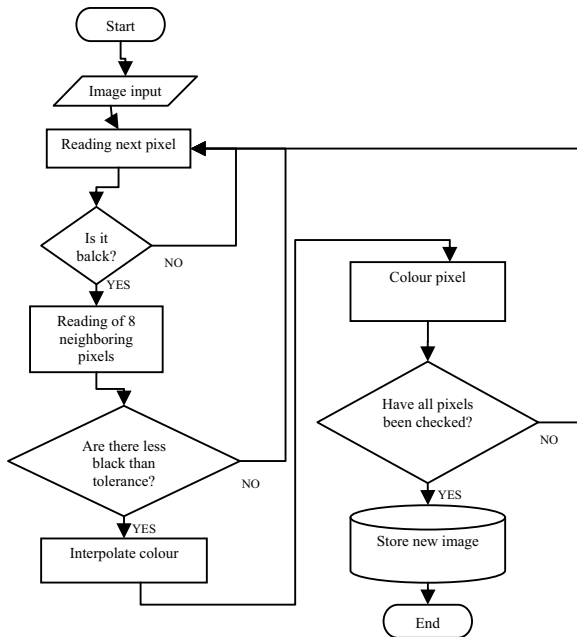 Start
Image input
Reading next pixel
Is it
balck?
NO
YES
Reading of 8
neighboring
pixels
Are there less
black than
tolerance?
NO
YES
Interpolate colour
Colour pixel
Have all pixels
been checked?
NO
YES
Store new image
End